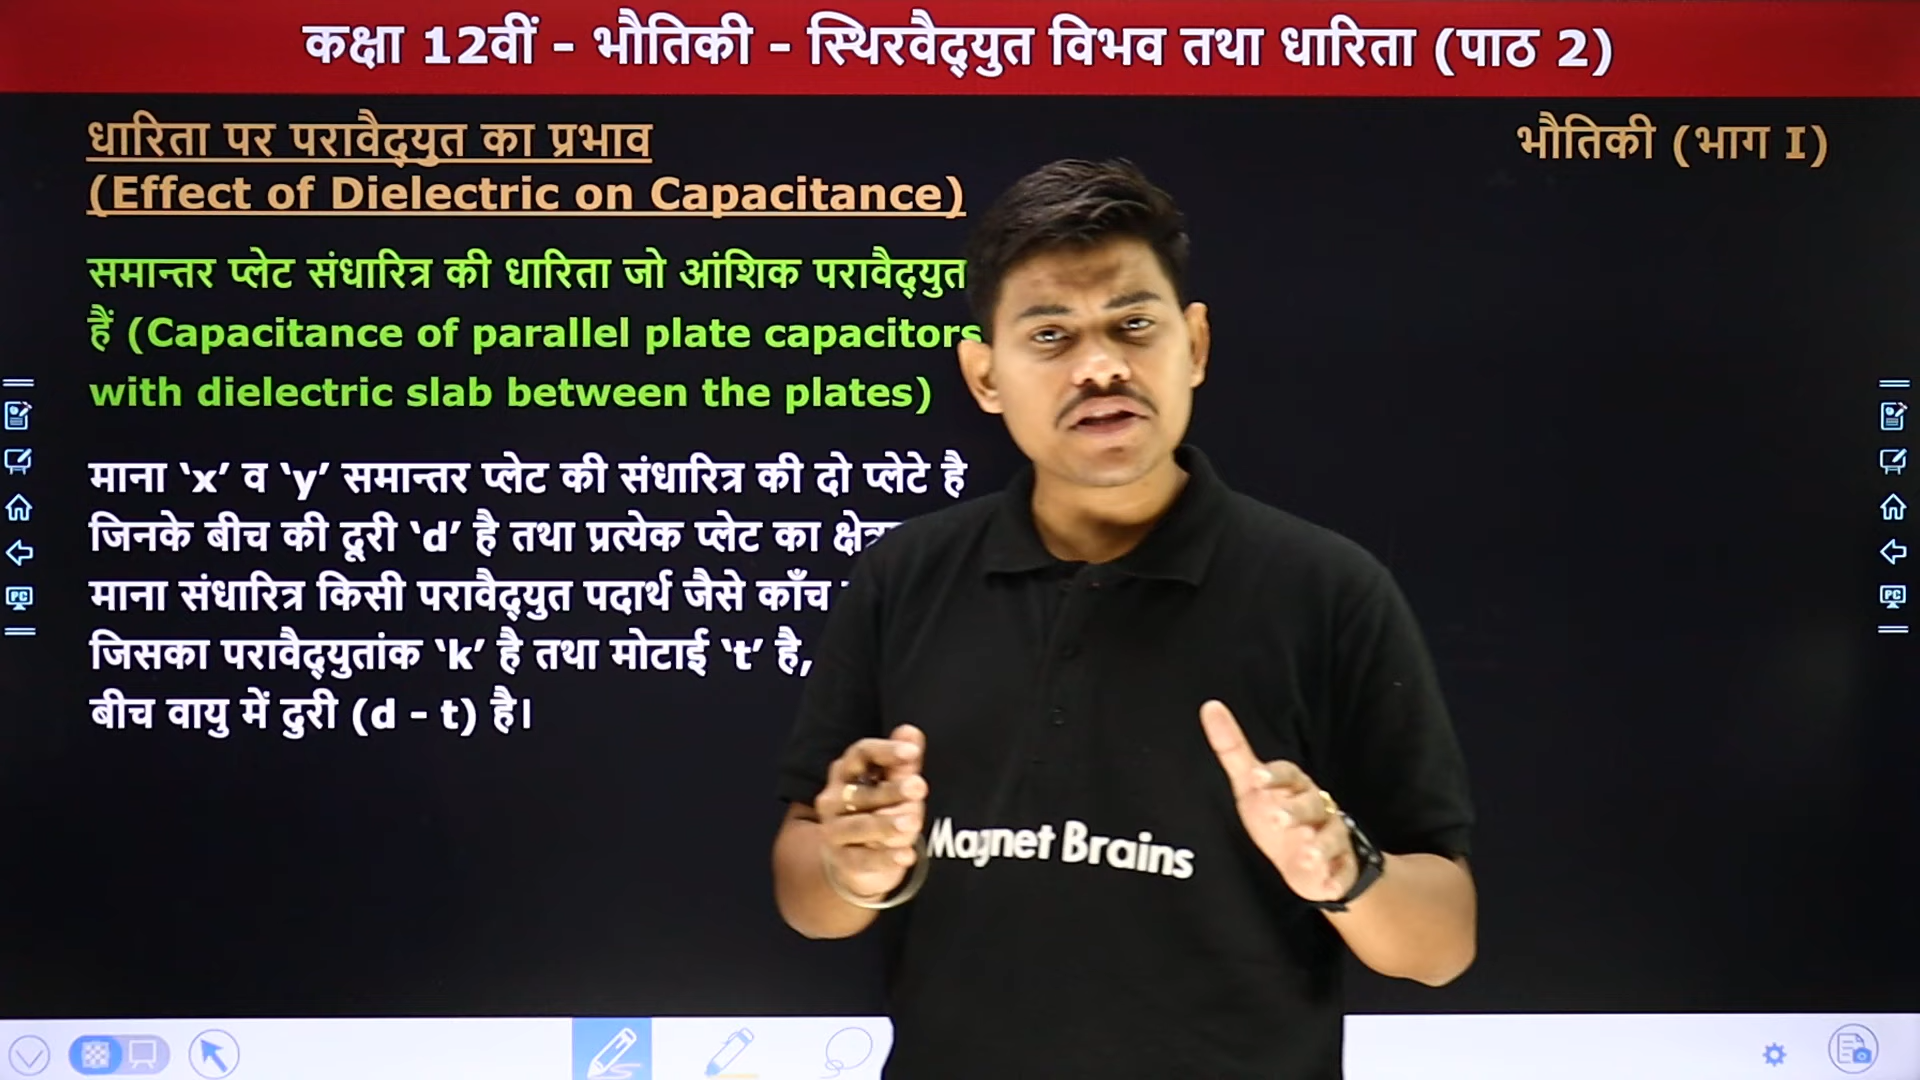 कक्षा 12वीं - भौतिकी - स्थिरवैद्युत विभव तथा धारिता (पाठ 2)
धारिता पर परावैद्युत का प्रभाव
(Effect of Dielectric on Capacitance)
भौतिकी (भाग I)
समान्तर प्लेट संधारित्र की धारिता जो आंशिक परावैद्युत
हैं (Capacitance of parallel plate capacitors
with dielectric slab between the plates)
माना ‘x’ व ‘y’ समान्तर प्लेट की संधारित्र की दो प्लेटे है
जिनके बीच की दूरी ‘d’ है तथा प्रत्येक प्लेट का
माना संधारित्र किसी परावैद्युत पदार्थ जैसे काँच
जिसका परावैद्युतांक ‘k’ है तथा मोटाई ‘t’ है,
बीच वायु में दुरी (d - t) है।
Magnet Brains
PC
PC